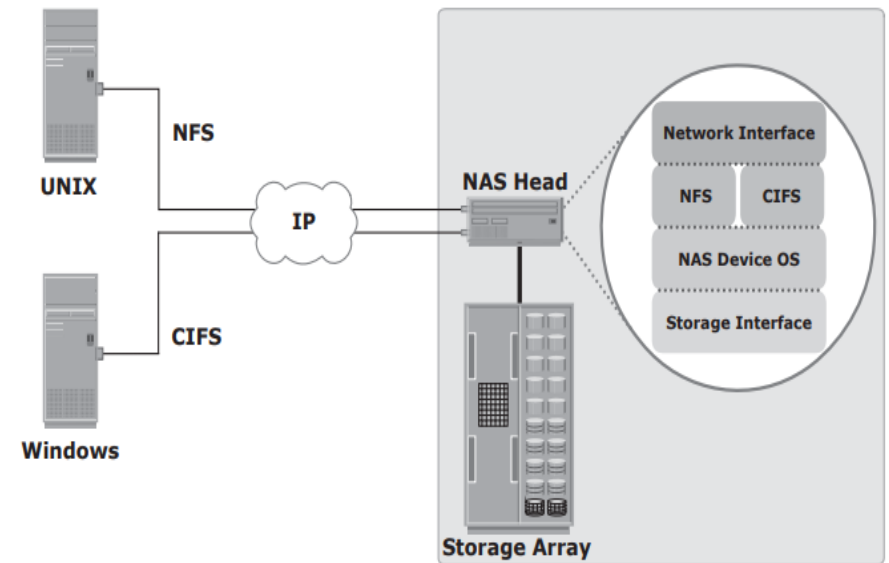 NFS
UNIX
IP
CIFS
Windows
NAS Head
Storage Array
Network Interface
NFS CIFS
NAS Device OS
Storage Interface